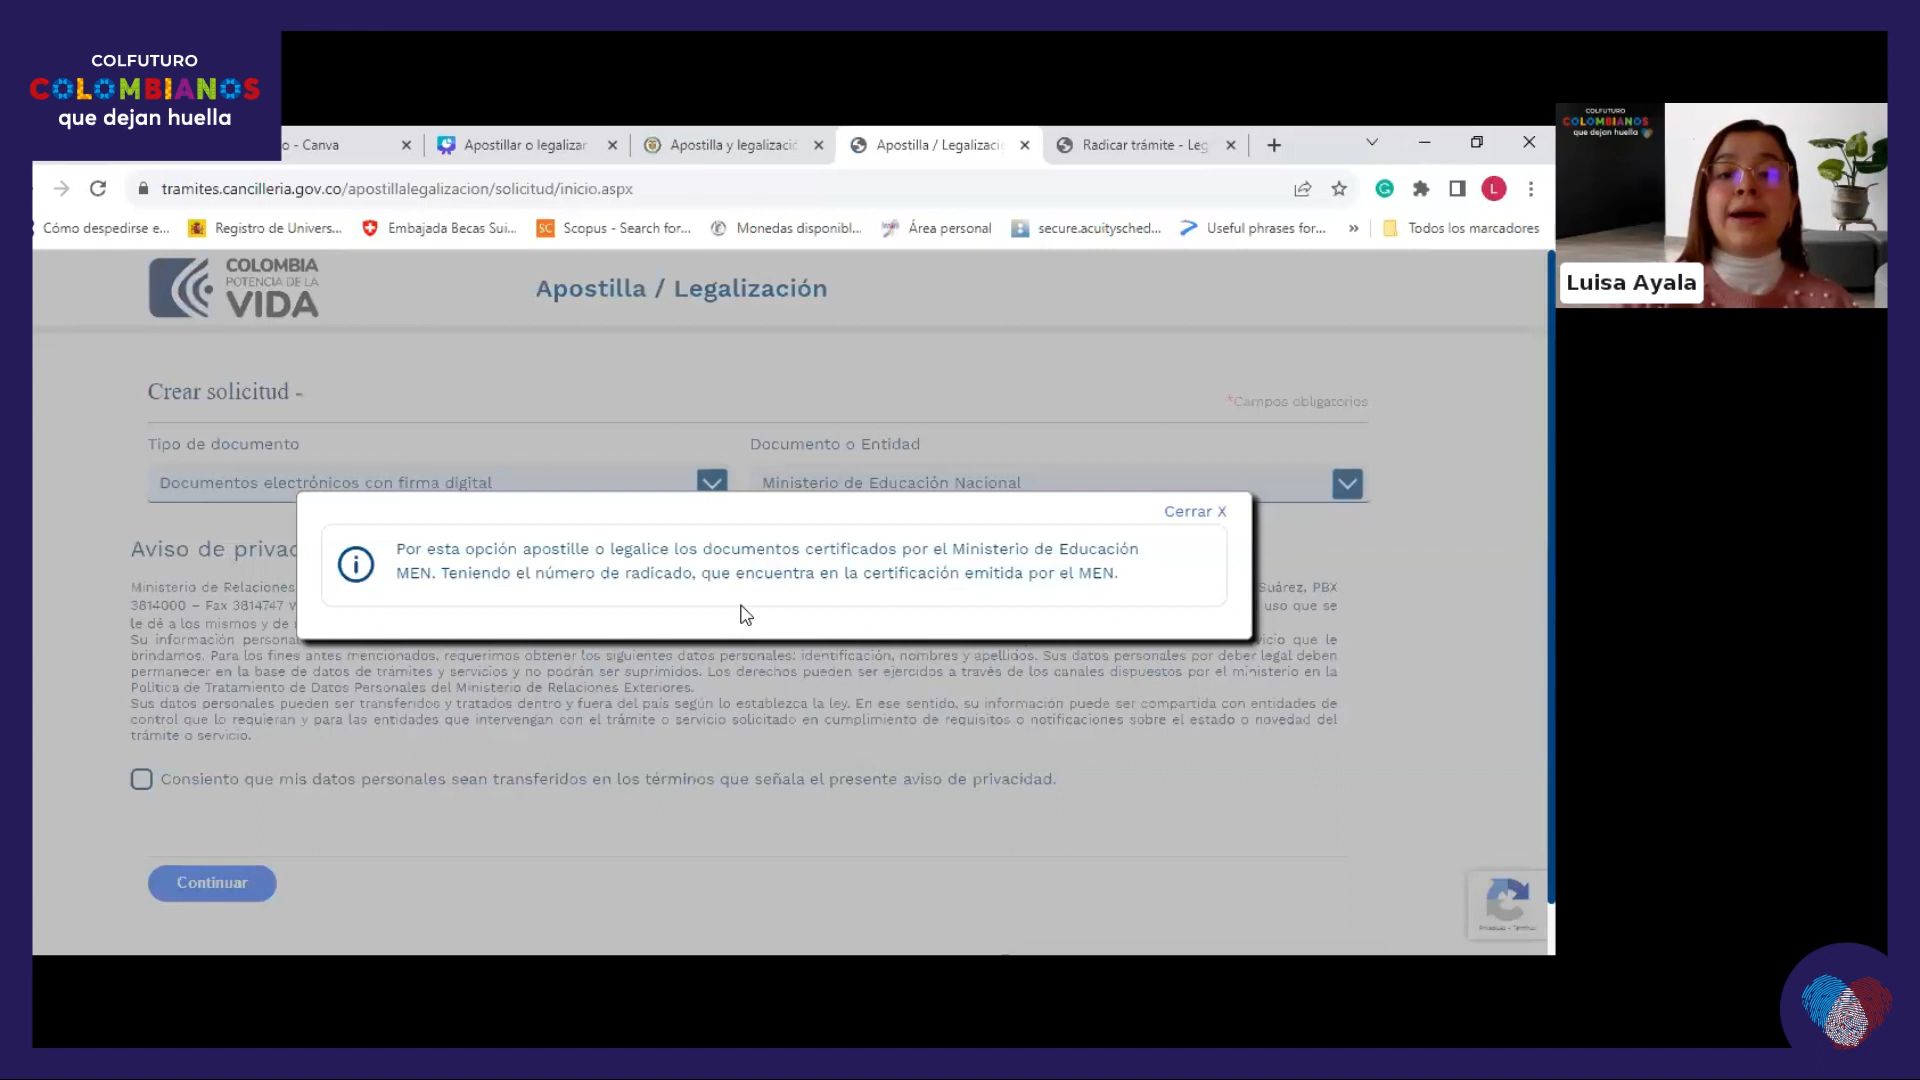 COLFUTURO
COLOMBIANOS
que dejan huella
o - Canva
Apostillar o legalizar
Apostilla y legalizació
Apostilla / Legalizació
Radicar trámite - Leg
tramites.cancilleria.gov.co/apostillalegalizacion/solicitud/inicio.aspx
L
Cómo despedirse e...
Registro de Univers...
Embajada Becas Sui...
SC
Scopus - Search for...
Monedas disponibl...
Área personal
secure.acuitysched...
Useful phrases for...
»
Todos los marcadores
COLOMBIA
POTENCIA DE LA
VIDA
Apostilla / Legalización
Crear solicitud -
*Campos obligatorios
Tipo de documento
Documento o Entidad
Documentos electrónicos con firma digital
Ministerio de Educación Nacional
Cerrar X
Por esta opción apostille o legalice los documentos certificados por el Ministerio de Educación
MEN. Teniendo el número de radicado, que encuentra en la certificación emitida por el MEN.
Aviso de privac
Ministerio de Relaciones
Suárez, PBX
3814000 – Fax 3814747
uso que se
le dé a los mismos y de
Su información persona
icio que le
brindamos. Para los fines antes mencionados, requerimos obtener los siguientes datos personales: identificación, nombres y apellidos. Sus datos personales por deber legal deben
permanecer en la base de datos de trámites y servicios y no podrán ser suprimidos. Los derechos pueden ser ejercidos a través de los canales dispuestos por el ministerio en la
Política de Tratamiento de Datos Personales del Ministerio de Relaciones Exteriores.
Sus datos personales pueden ser transferidos y tratados dentro y fuera del país según lo establezca la ley. En ese sentido, su información puede ser compartida con entidades de
control que lo requieran y para las entidades que intervengan con el trámite o servicio solicitado en cumplimiento de requisitos o notificaciones sobre el estado o novedad del
trámite o servicio.
Consiento que mis datos personales sean transferidos en los términos que señala el presente aviso de privacidad.
Continuar
COLFUTURO
COLOMBIANOS
que dejan huella
Luisa Ayala